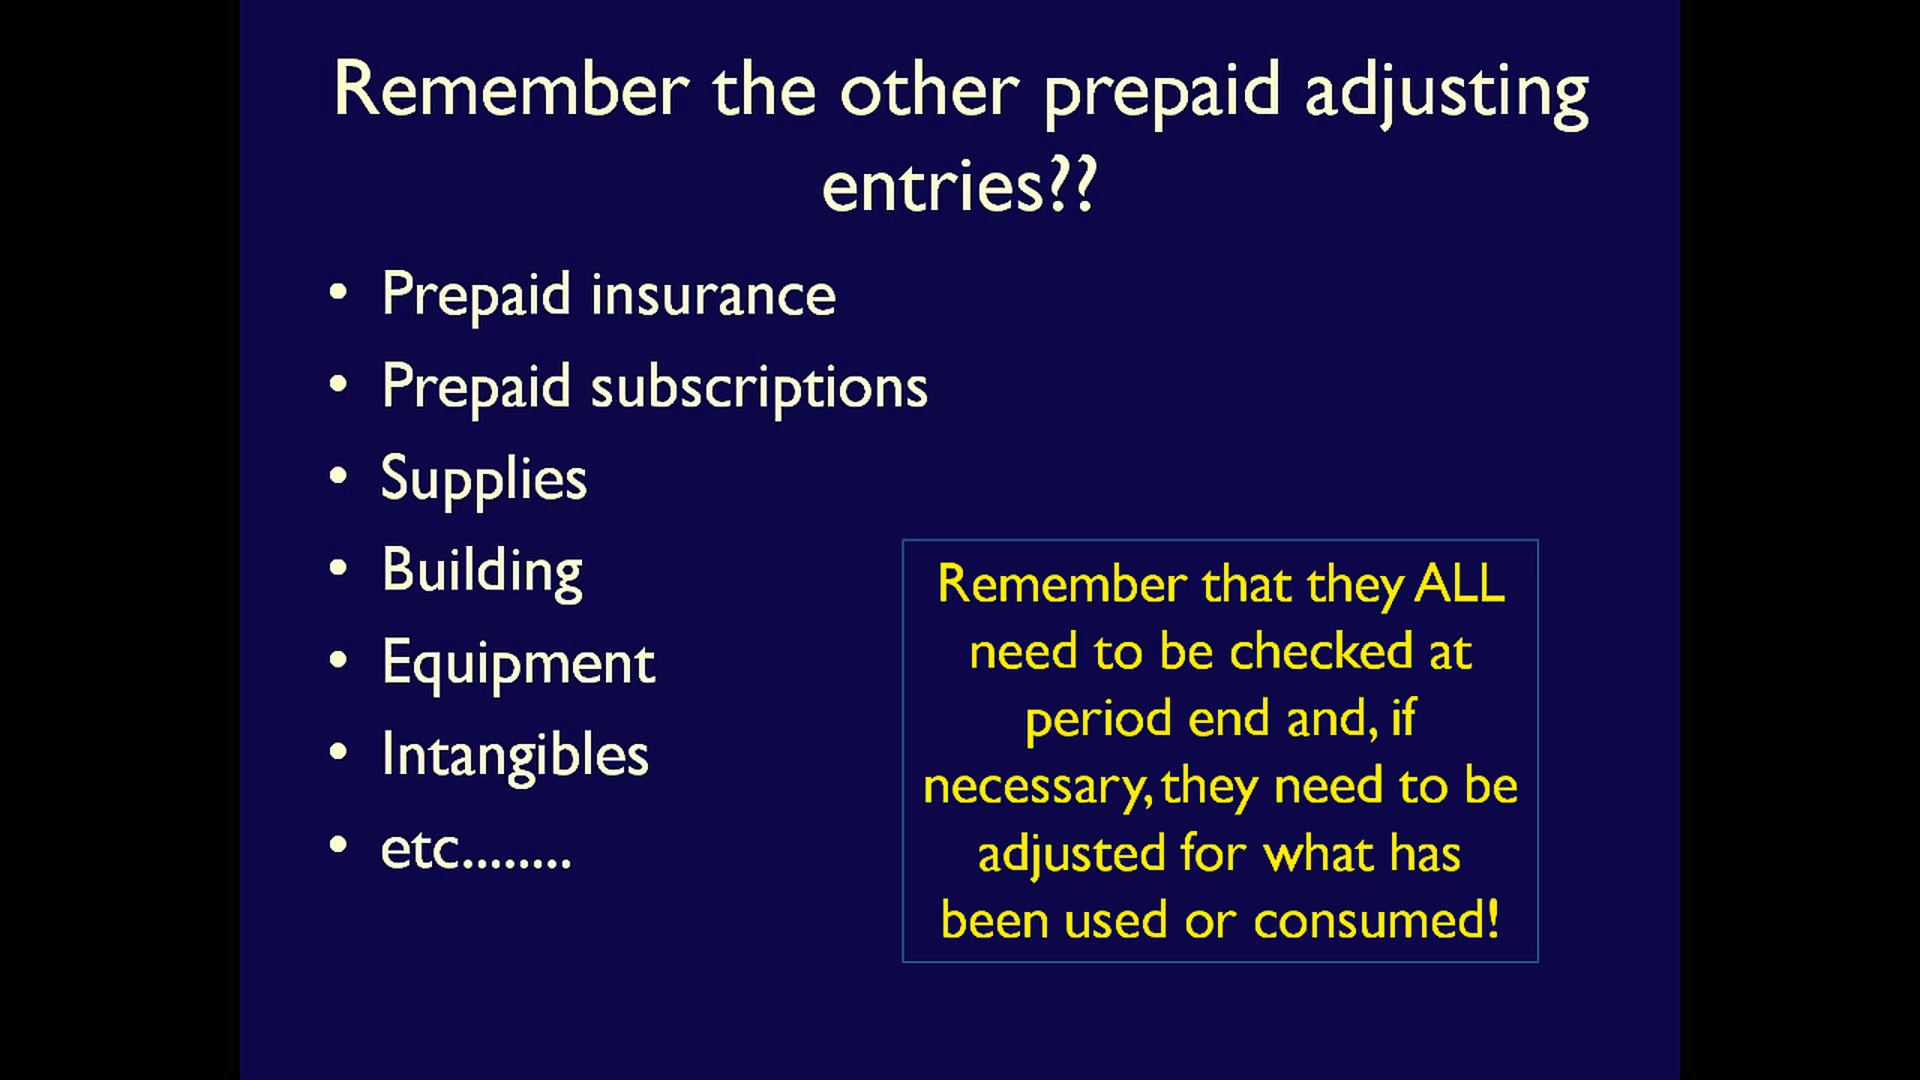 Remember the other prepaid adjusting
entries??
• Prepaid insurance
• Prepaid subscriptions
• Supplies
• Building
• Equipment
• Intangibles
• etc........
Remember that they ALL
need to be checked at
period end and, if
necessary, they need to be
adjusted for what has
been used or consumed!